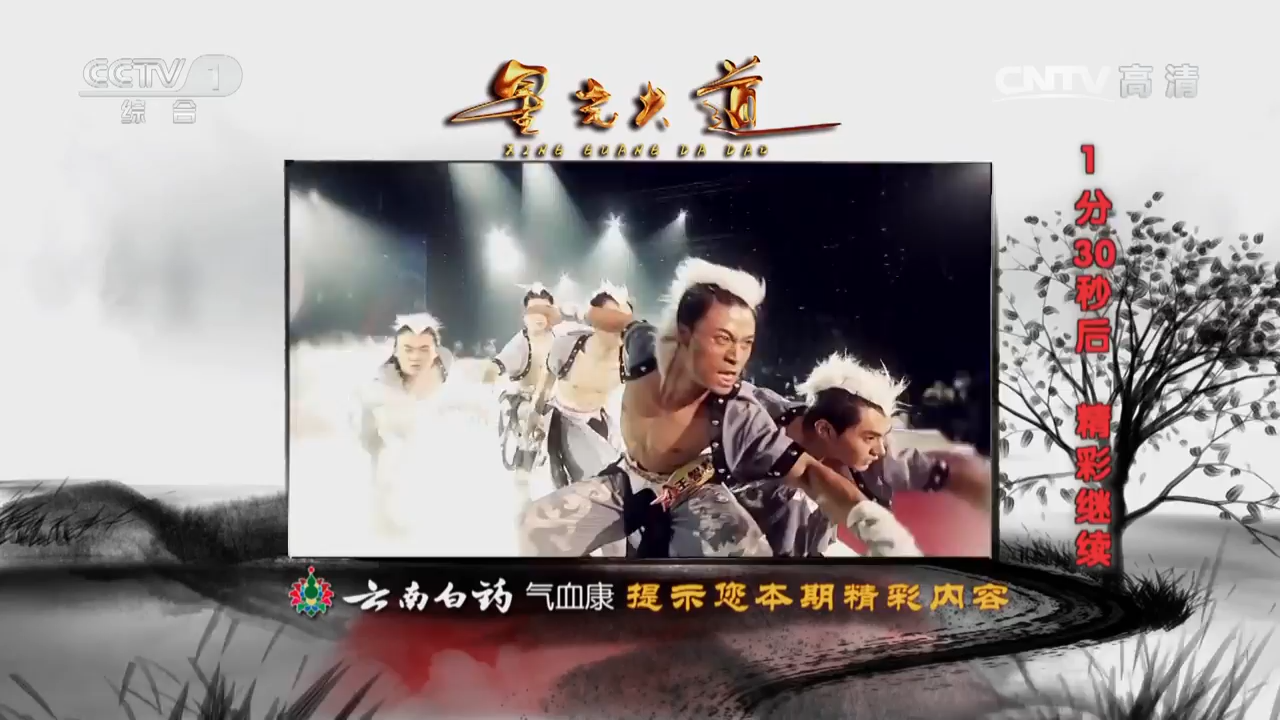 CCTV 1
综合
星光大道
XING GUANG DA DAO
CNTV 高清
1分30秒后 精彩继续
云南白药 气血康 提示您本期精彩内容